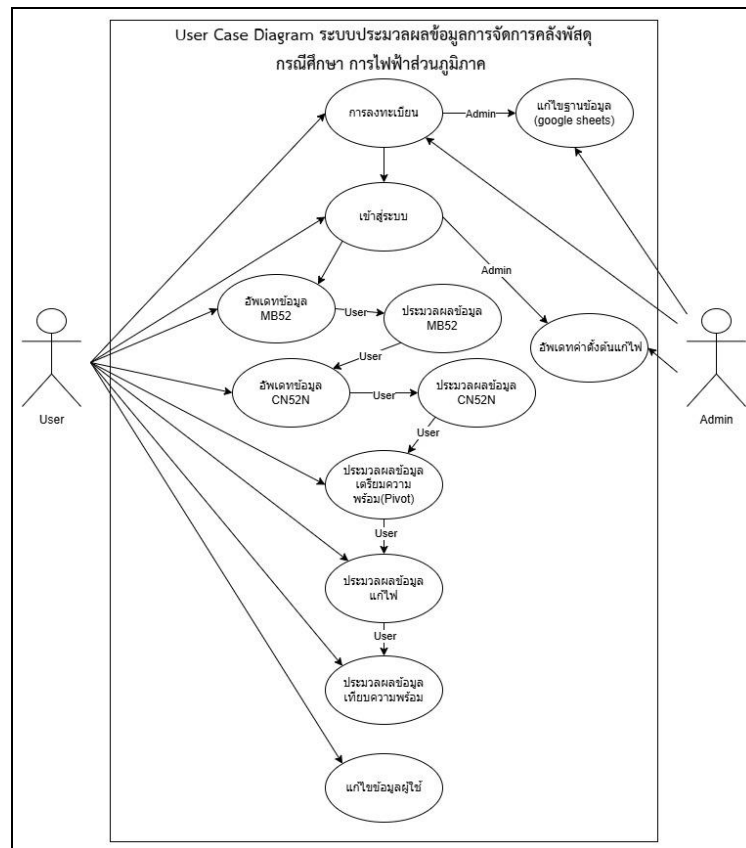 User Case Diagram ระบบประมวลผลข้อมูลการจัดการคลังพัสดุ
กรณีศึกษา การไฟฟ้าส่วนภูมิภาค
การลงทะเบียน
Admin
แก้ไขฐานข้อมูล
(google sheets)
เข้าสู่ระบบ
Admin
อัพเดทข้อมูล
MB52
User
ประมวลผลข้อมูล
MB52
อัพเดทค่าตั้งต้นแก้ไฟ
User
อัพเดทข้อมูล
CN52N
User
ประมวลผลข้อมูล
CN52N
User
Admin
User
ประมวลผลข้อมูล
เตรียมความ
พร้อม(Pivot)
User
ประมวลผลข้อมูล
แก้ไฟ
User
ประมวลผลข้อมูล
เทียบความพร้อม
แก้ไขข้อมูลผู้ใช้